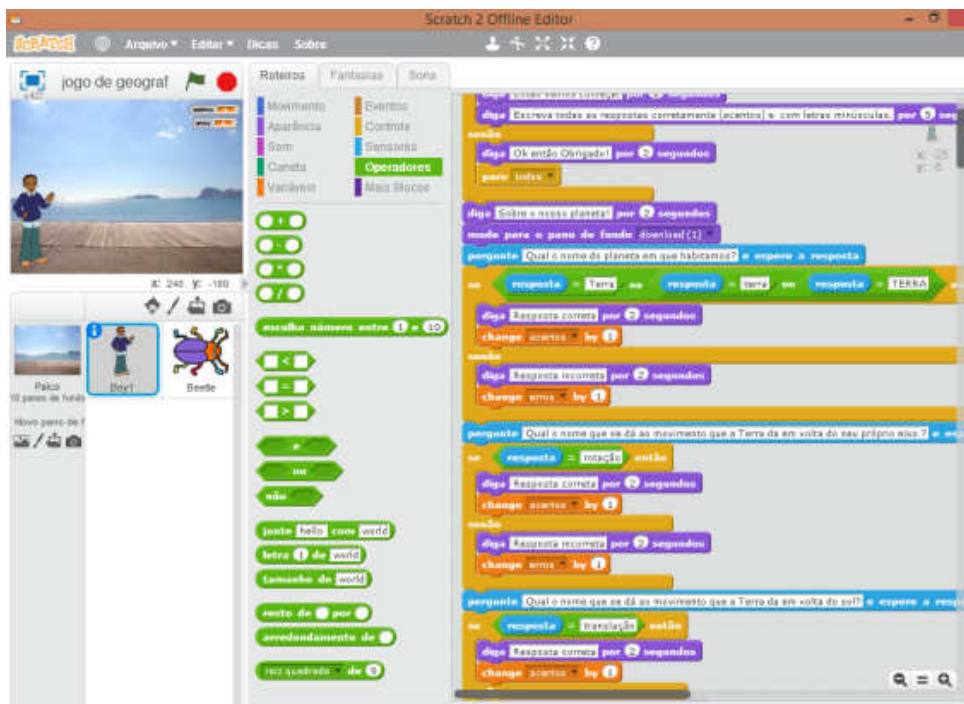 Scratch 2 Offline Editor
SCRATCH Arquivo Editar Dicas Sobre
jogo de geograf
Roteiros Fantasias Sons
Movimento Eventos
Aparência Controle
Som Sensores
Caneta Operadores
Variáveis Mais Blocos
+
-
*
/
escolha número entre 1 e 10
<
=
>
e
ou
não
junte hello com world
letra 1 de world
tamanho de world
resto de por
arredondamento de
raiz quadrada de 9
X: 240 y: -180
Palco
Boy1
Beetle
diga Escreva todas as respostas corretamente (acentos) e com letras minúsculas. por 5 seg
senão
diga Ok então Obrigado! por 2 segundos
pare todos
diga Sobre o nosso planeta! por 2 segundos
mude para o pano de fundo download (1)
pergunte Qual o nome do planeta em que habitamos? e espere a resposta
se resposta = Terra ou resposta = terra ou resposta = TERRA
diga Resposta correta por 2 segundos
change acertos by 1
senão
diga Resposta incorreta por 2 segundos
change erros by 1
pergunte Qual o nome que se dá ao movimento que a Terra da em volta do seu próprio eixo ? e
se resposta = rotação então
diga Resposta correta por 2 segundos
change acertos by 1
senão
diga Resposta incorreta por 2 segundos
change erros by 1
pergunte Qual o nome que se dá ao movimento que a Terra da em volta do sol? e espere a resp
se resposta = translação então
diga Resposta correta por 2 segundos
change acertos by 1